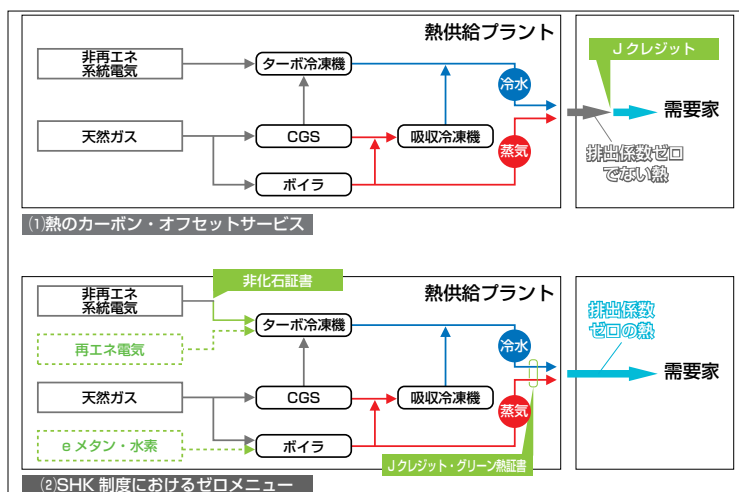 熱供給プラント
Jクレジット
非再エネ
系統電気
ターボ冷凍機
冷水
需要家
天然ガス
CGS
吸収冷凍機
蒸気
排出係数ゼロ
でない熱
ボイラ
⑴熱のカーボン・オフセットサービス
非化石証書
熱供給プラント
非再エネ
系統電気
ターボ冷凍機
排出係数
ゼロの熱
再エネ電気
冷水
需要家
天然ガス
CGS
吸収冷凍機
蒸気
eメタン・水素
ボイラ
Jクレジット・グリーン熱証書
⑵SHK制度におけるゼロメニュー